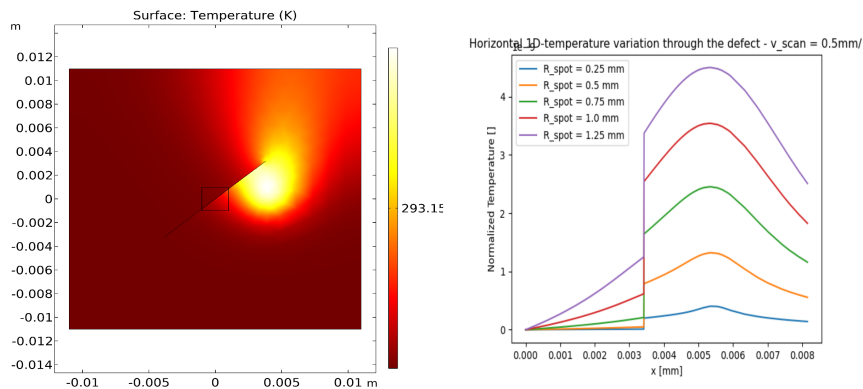 Surface: Temperature (K)
m
0.012
0.01
0.008
0.006
0.004
0.002
0
-0.002
-0.004
-0.006
-0.008
-0.01
-0.012
-0.014
-0.01
-0.005
0
0.005
0.01
m
293.15
Horizontal 1D-temperature variation through the defect - v_scan = 0.5mm/
1e-9
R_spot = 0.25 mm
R_spot = 0.5 mm
R_spot = 0.75 mm
R_spot = 1.0 mm
R_spot = 1.25 mm
Normalized Temperature []
4
3
2
1
0
0.000
0.001
0.002
0.003
0.004
0.005
0.006
0.007
0.008
x [mm]